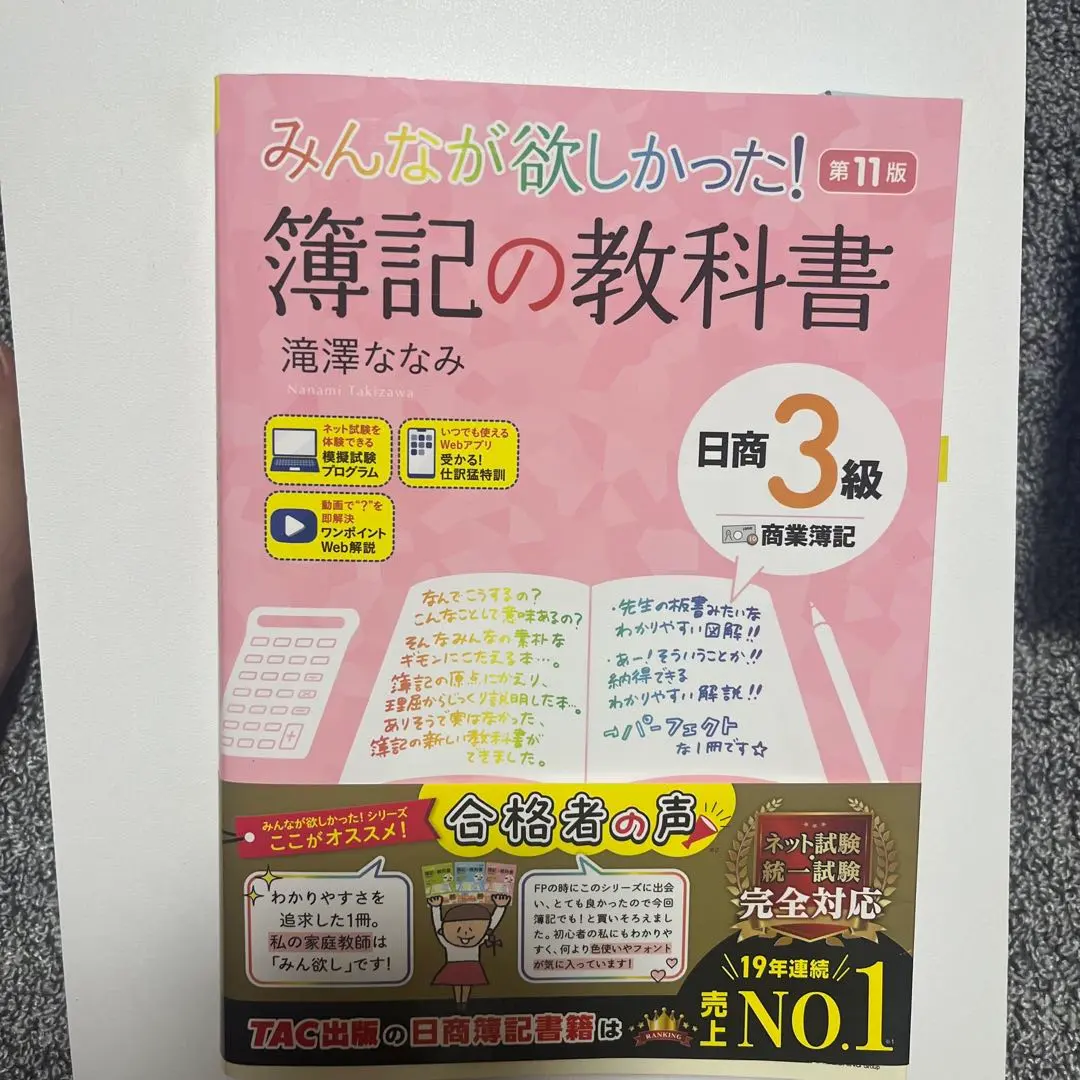 みんなが欲しかった!
第11版
簿記の教科書
滝澤ななみ
Nanami Takizawa
ネット試験を
体験できる
模擬試験
プログラム
いつでも使える
Webアプリ
受かる!
仕訳猛特訓
動画で"?"を
即解決
ワンポイント
Web解説
日商3級
商業簿記
なんでこうするの?
こんなことして意味あるの?
そんなみんなの素朴な
ギモンにこたえる本…。
簿記の原点にかえり、
理屈からじっくり説明した本…。
ありそうで実はなかった、
簿記の新しい教科書が
できました。
・先生の板書みたいな
わかりやすい図解!!
・あー!そういうことか!!
納得できる
わかりやすい解説!!
→パーフェクト
な1冊です☆
みんなが欲しかった!シリーズ
ここがオススメ!
合格者の声
わかりやすさを
追求した1冊。
私の家庭教師は
「みん欲し」です!
FPの時にこのシリーズに出会
い、とても良かったので今回
簿記でも!と買いそろえまし
た。初心者の私にもわかりや
すく、何より色使いやフォント
が気に入っています!
ネット試験・
統一試験
完全対応
TAC出版の日商簿記書籍は
RANKING
19年連続
売上NO.1
※1
Group